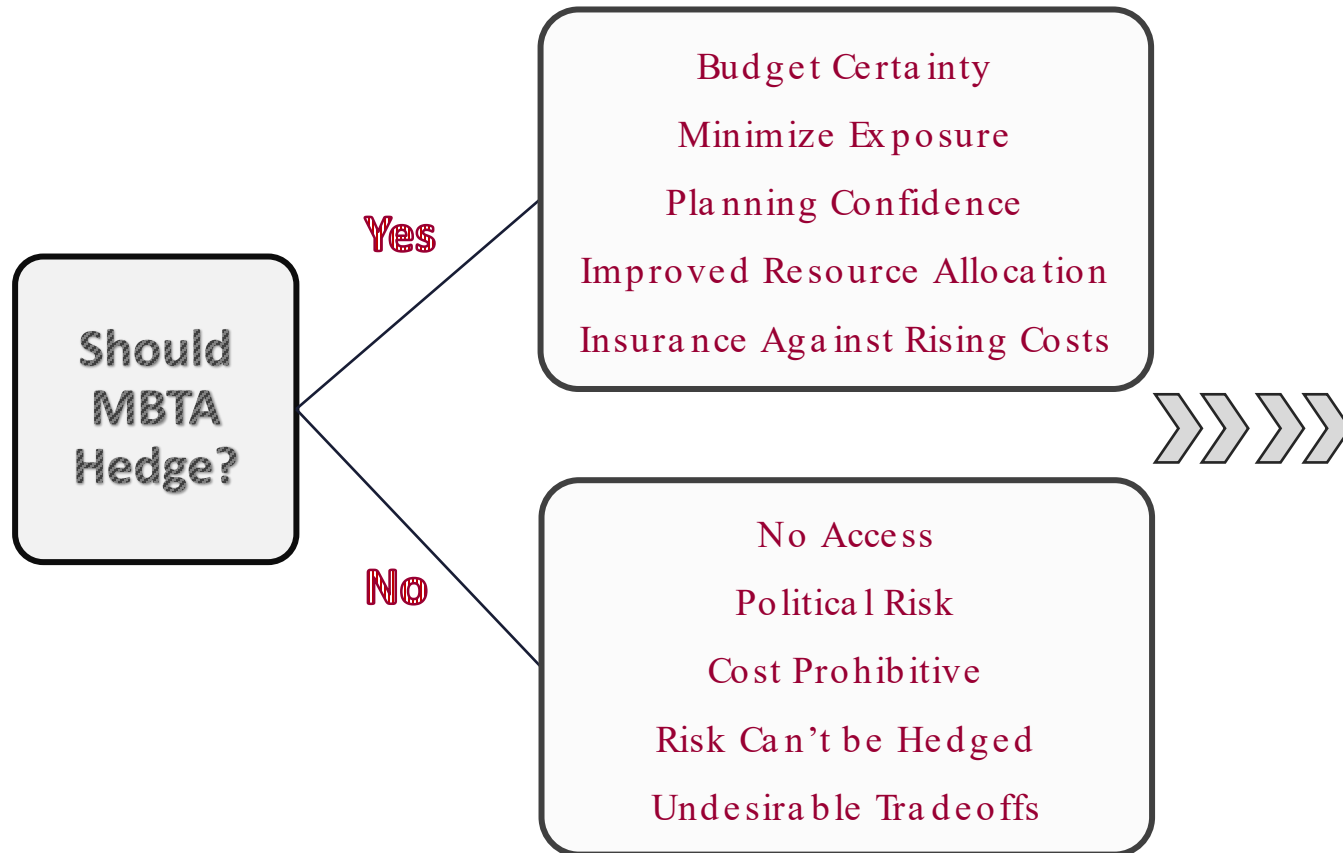 Should
MBTA
Hedge?
Yes
Budget Certainty
Minimize Exposure
Planning Confidence
Improved Resource Allocation
Insurance Against Rising Costs
No
No Access
Political Risk
Cost Prohibitive
Risk Can’t be Hedged
Undesirable Tradeoffs